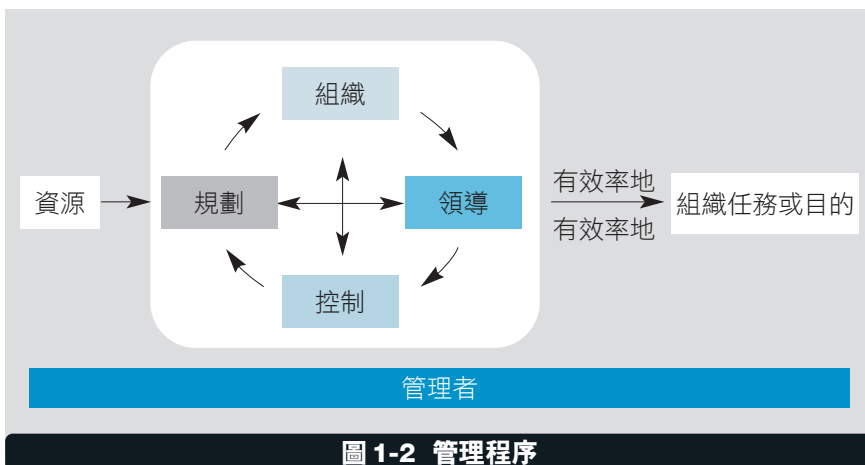 組織
資源
規劃
領導
有效率地
有效率地
組織任務或目的
控制
管理者
圖 1-2 管理程序